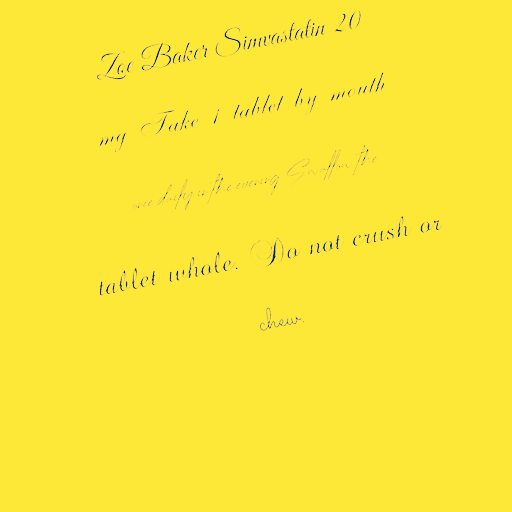 Zoe Baker Simvastatin 20
mg Take 1 tablet by mouth
once daily in the evening Swallow the
tablet whole. Do not crush or
chew.